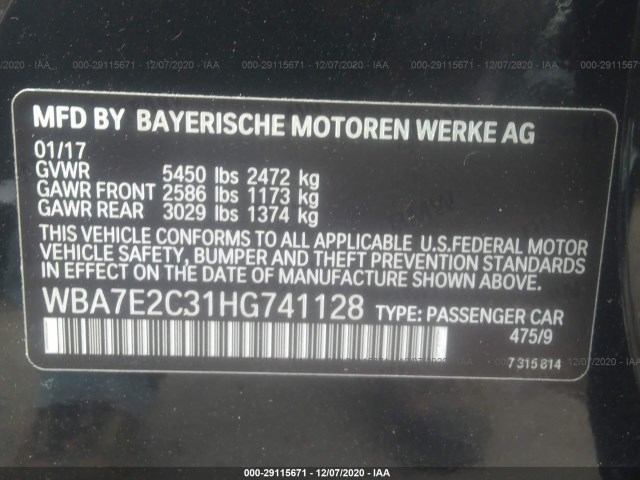 000-29115671 - 12/07/2020 - IAA
MFD BY BAYERISCHE MOTOREN WERKE AG
01/17
GVWR 5450 lbs 2472 kg
GAWR FRONT 2586 lbs 1173 kg
GAWR REAR 3029 lbs 1374 kg
THIS VEHICLE CONFORMS TO ALL APPLICABLE U.S.FEDERAL MOTOR
VEHICLE SAFETY, BUMPER AND THEFT PREVENTION STANDARDS
IN EFFECT ON THE DATE OF MANUFACTURE SHOWN ABOVE.
WBA7E2C31HG741128 TYPE: PASSENGER CAR
475/9
7 315 814
000-29115671 - 12/07/2020 - IAA